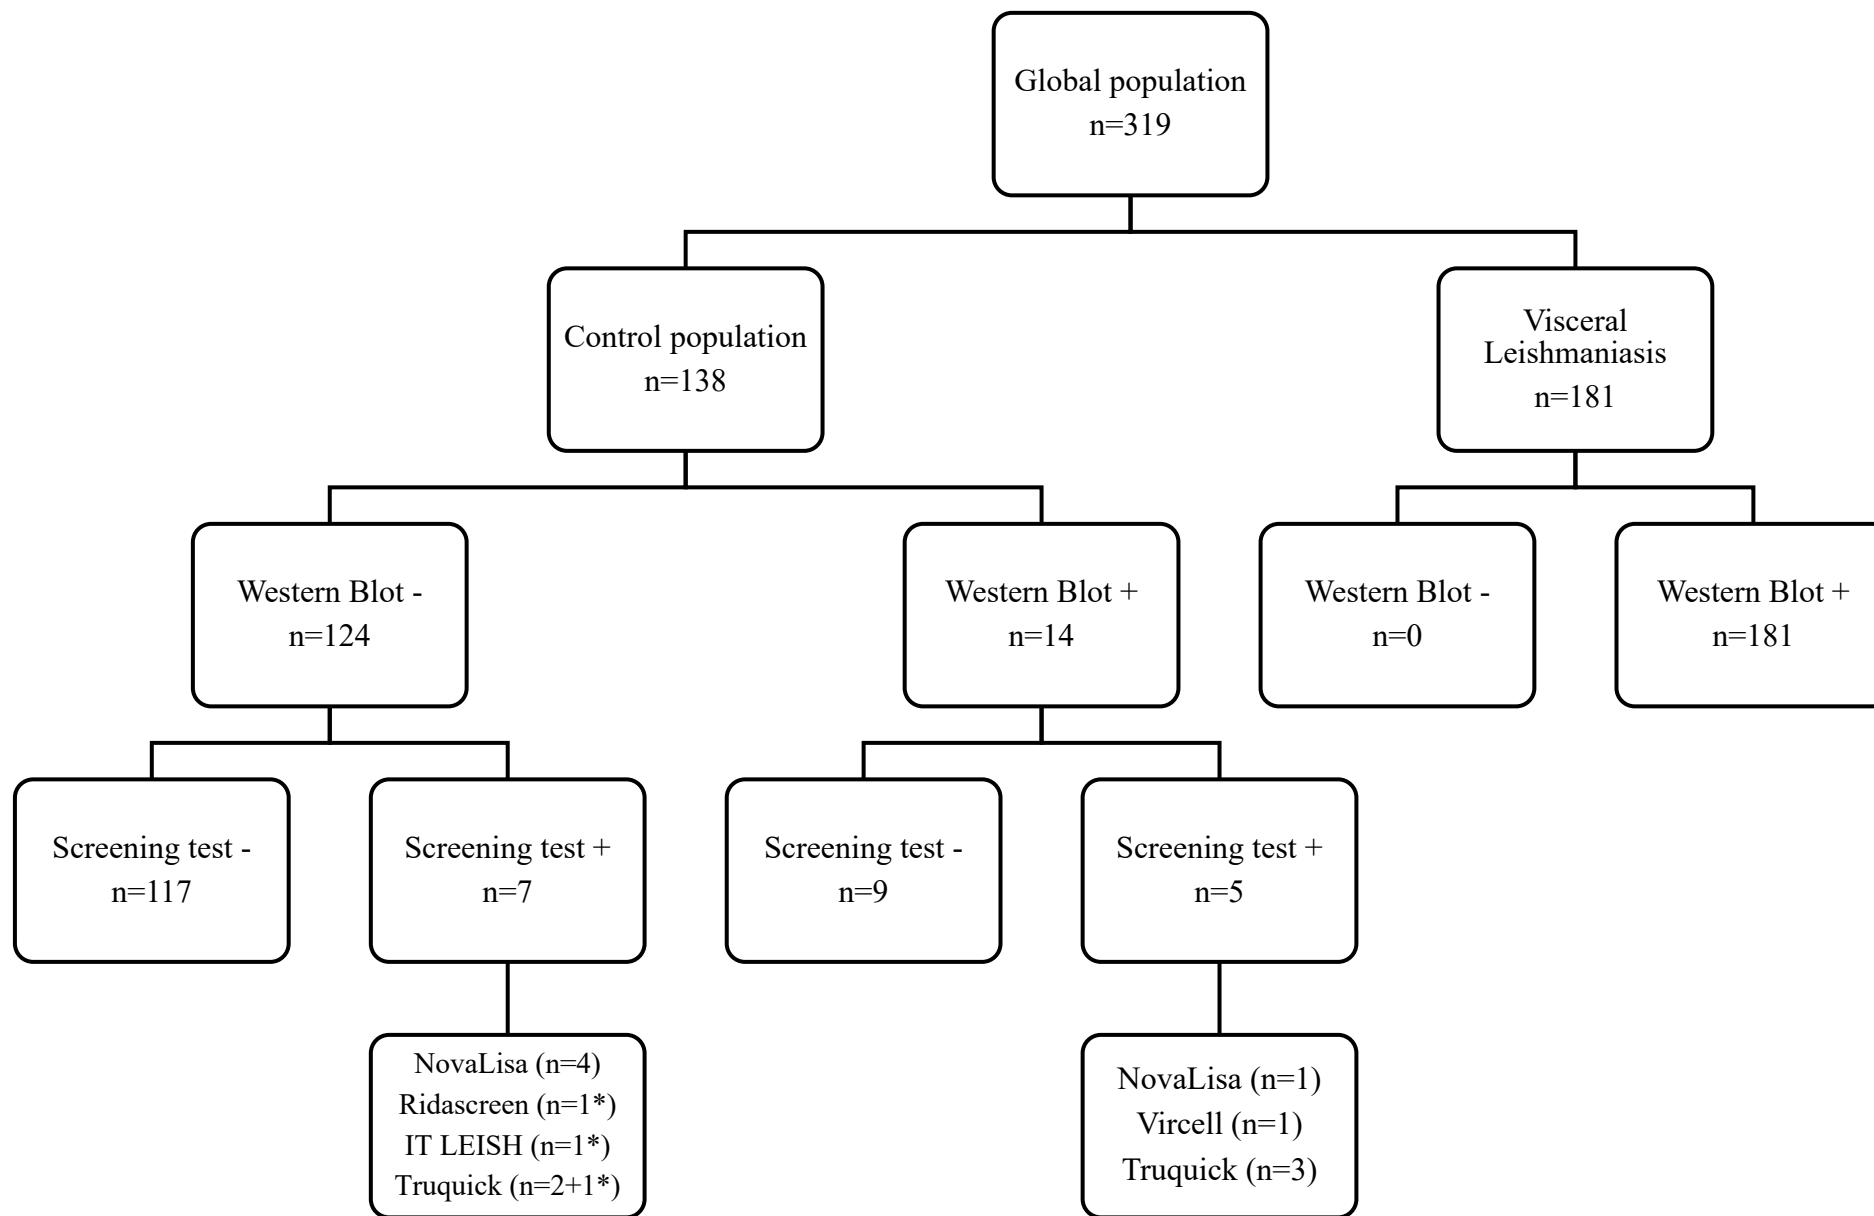 Global population
n=319
Control population
n=138
Visceral
Leishmaniasis
n=181
Western Blot -
n=124
Western Blot +
n=14
Western Blot -
n=0
Western Blot +
n=181
Screening test -
n=117
Screening test +
n=7
Screening test -
n=9
Screening test +
n=5
NovaLisa (n=4)
Ridascreen (n=1*)
IT LEISH (n=1*)
Truquick (n=2+1*)
NovaLisa (n=1)
Vircell (n=1)
Truquick (n=3)